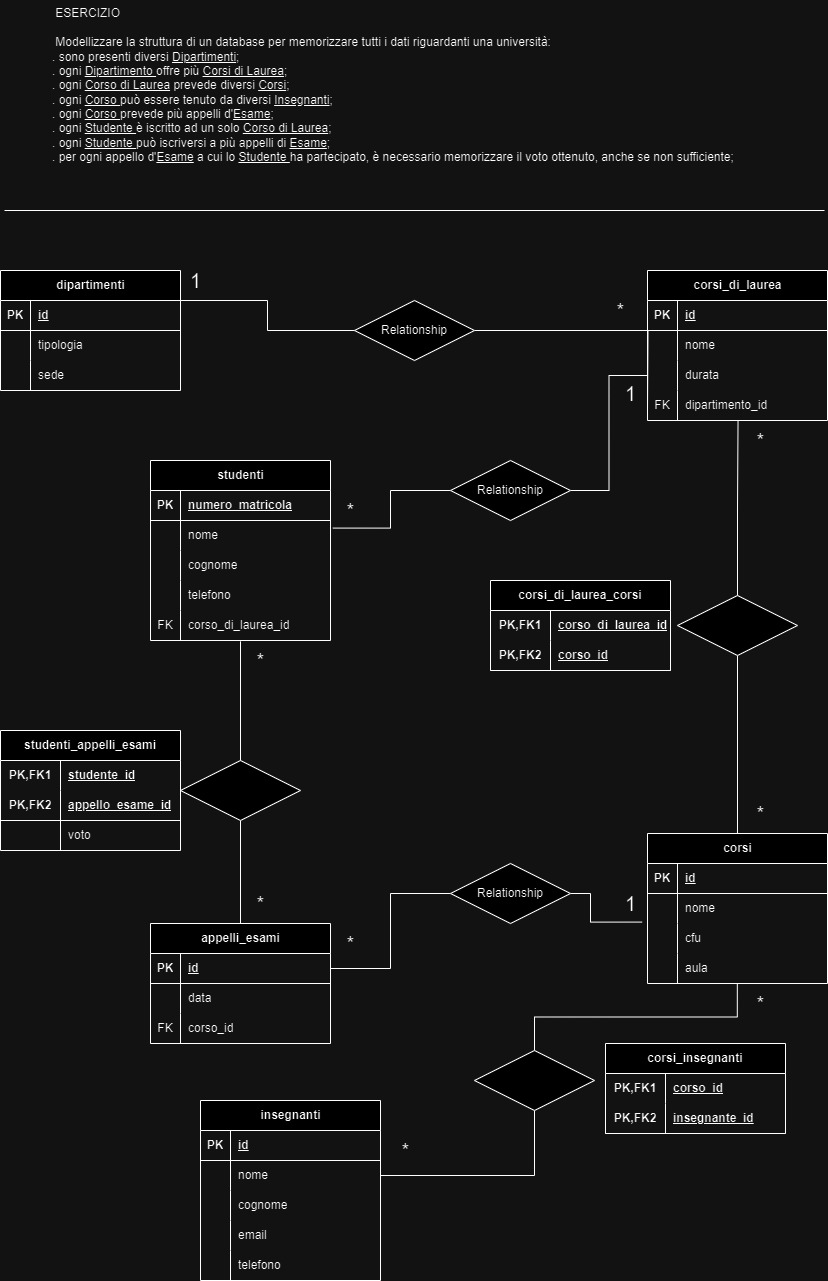 ESERCIZIO
Modellizzare la struttura di un database per memorizzare tutti i dati riguardanti una università:
. sono presenti diversi Dipartimenti;
. ogni Dipartimento offre più Corsi di Laurea;
. ogni Corso di Laurea prevede diversi Corsi;
. ogni Corso può essere tenuto da diversi Insegnanti;
. ogni Corso prevede più appelli d'Esame;
. ogni Studente è iscritto ad un solo Corso di Laurea;
. ogni Studente può iscriversi a più appelli di Esame;
. per ogni appello d'Esame a cui lo Studente ha partecipato, è necessario memorizzare il voto ottenuto, anche se non sufficiente;
dipartimenti
PK id
tipologia
sede
1
Relationship
*
corsi_di_laurea
PK id
nome
durata
FK dipartimento_id
1
*
studenti
PK numero_matricola
nome
cognome
telefono
FK corso_di_laurea_id
*
Relationship
*
corsi_di_laurea_corsi
PK,FK1 corso_di_laurea_id
PK,FK2 corso_id
studenti_appelli_esami
PK,FK1 studente_id
PK,FK2 appello_esame_id
voto
*
*
corsi
PK id
nome
cfu
aula
Relationship
1
*
appelli_esami
PK id
data
FK corso_id
*
corsi_insegnanti
PK,FK1 corso_id
PK,FK2 insegnante_id
insegnanti
PK id
nome
cognome
email
telefono
*